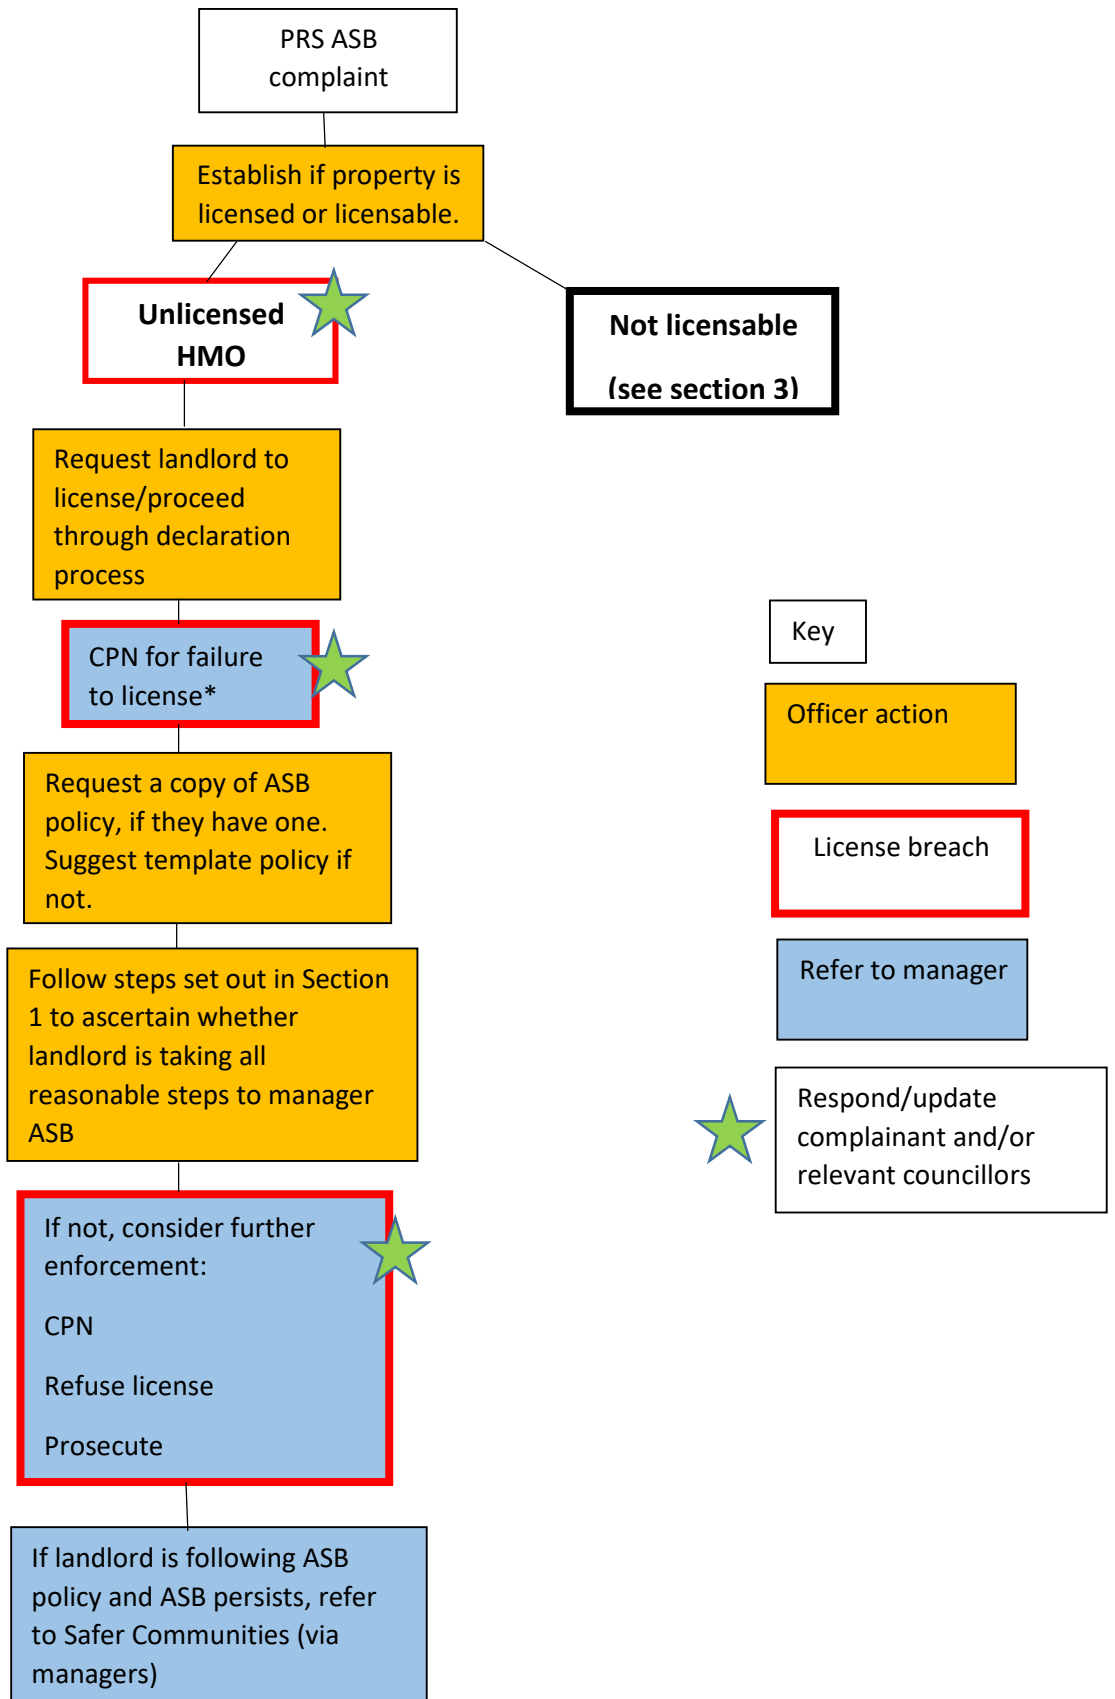 PRS ASB
complaint
Establish if property is
licensed or licensable.
Unlicensed
HMO
Not licensable
(see section 3)
Request landlord to
license/proceed
through declaration
process
CPN for failure
to license*
Request a copy of ASB
policy, if they have one.
Suggest template policy if
not.
Follow steps set out in Section
1 to ascertain whether
landlord is taking all
reasonable steps to manager
ASB
If not, consider further
enforcement:
CPN
Refuse license
Prosecute
If landlord is following ASB
policy and ASB persists, refer
to Safer Communities (via
managers)
Key
Officer action
License breach
Refer to manager
Respond/update
complainant and/or
relevant councillors